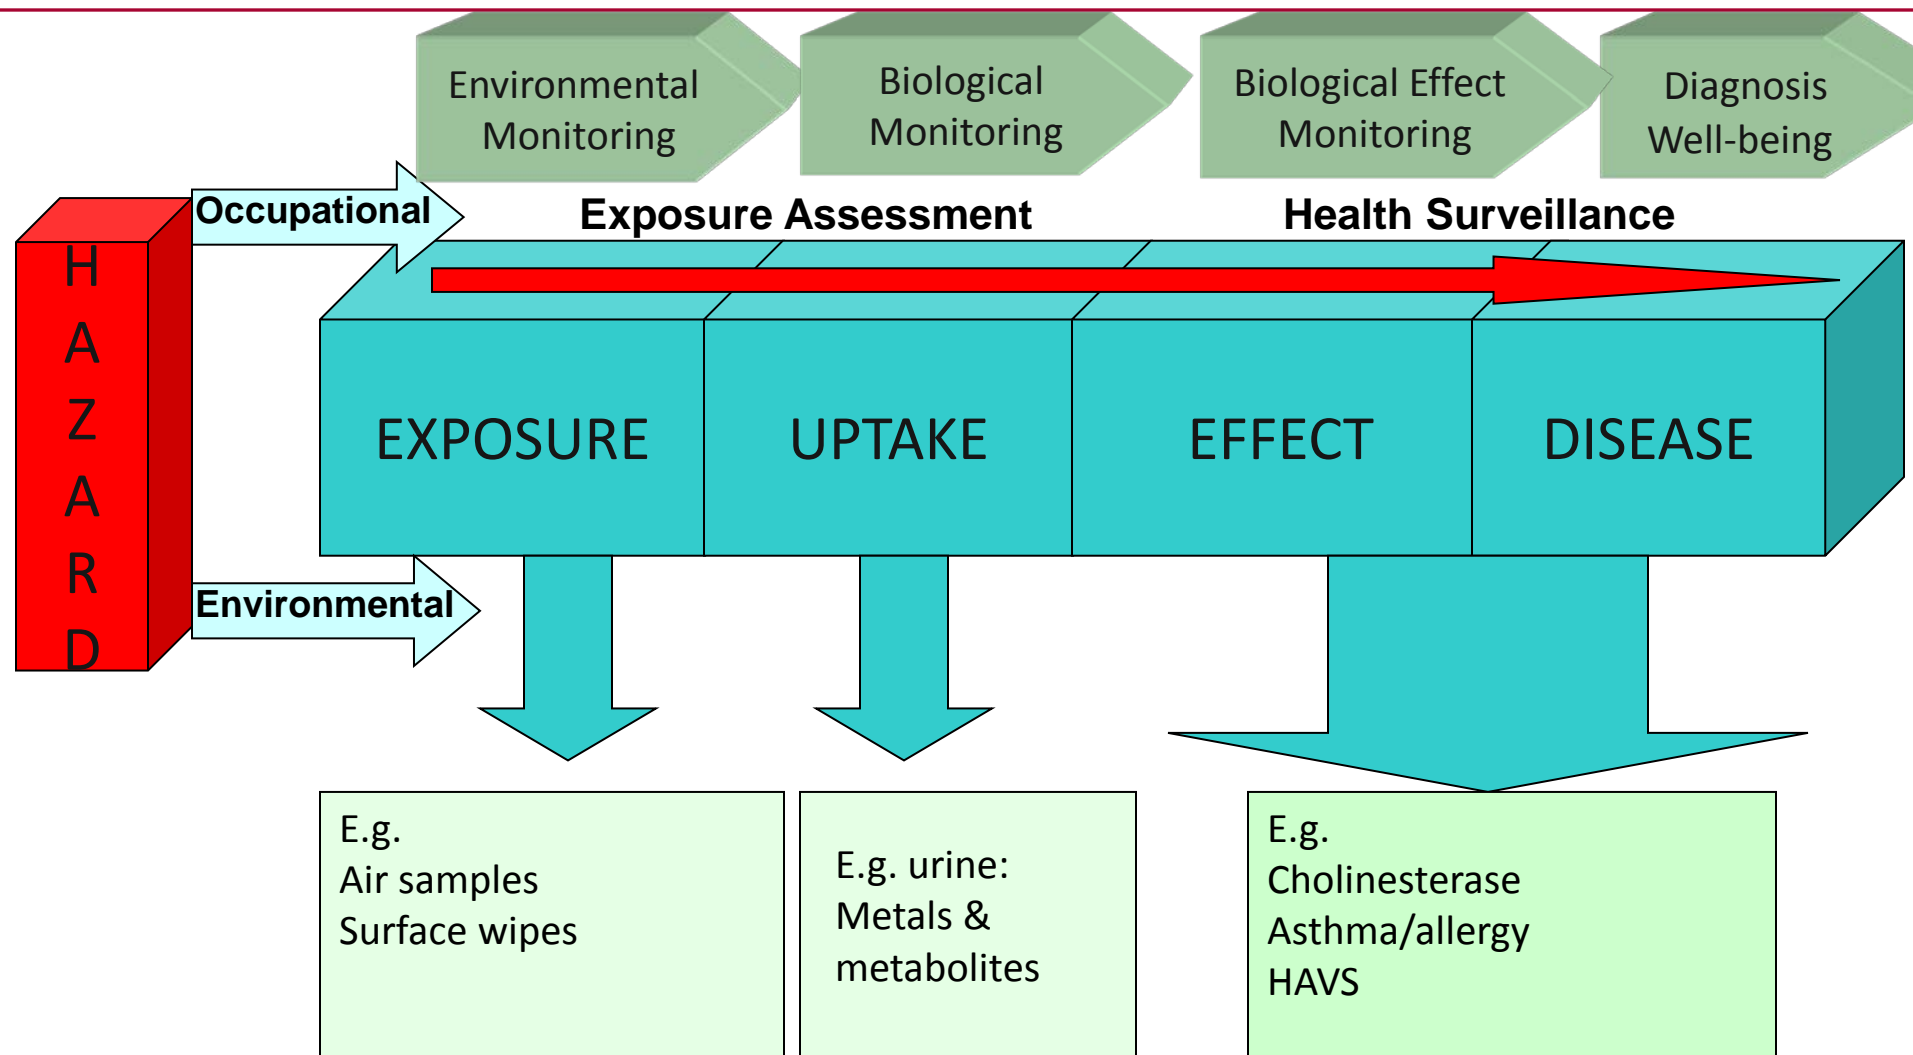 Environmental
Monitoring
Biological
Monitoring
Biological Effect
Monitoring
Diagnosis
Well-being
Occupational
Exposure Assessment
Health Surveillance
H
A
Z
A
R
D
EXPOSURE
UPTAKE
EFFECT
DISEASE
Environmental
E.g.
Air samples
Surface wipes
E.g. urine:
Metals &
metabolites
E.g.
Cholinesterase
Asthma/allergy
HAVS